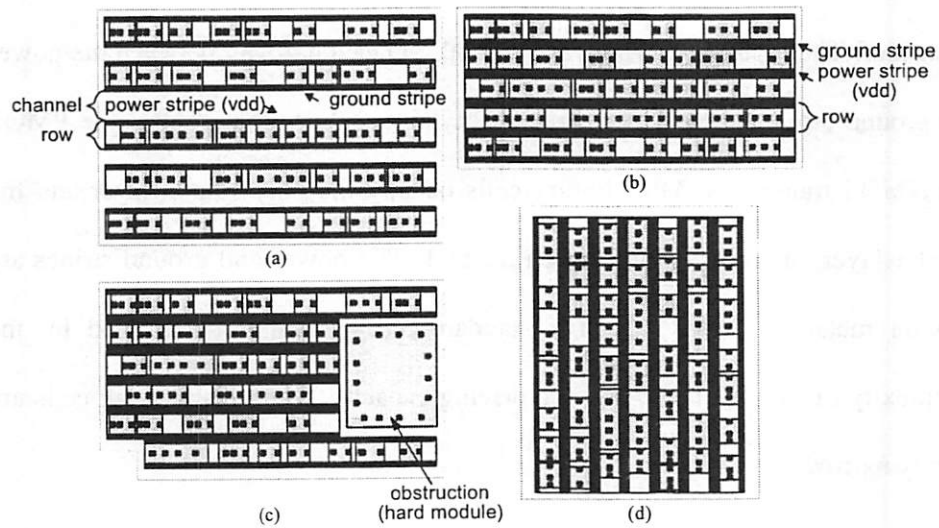 ground stripe
power stripe
(vdd)
row
channel
power stripe (vdd)
ground stripe
row
(a)
(b)
obstruction
(hard module)
(c)
(d)